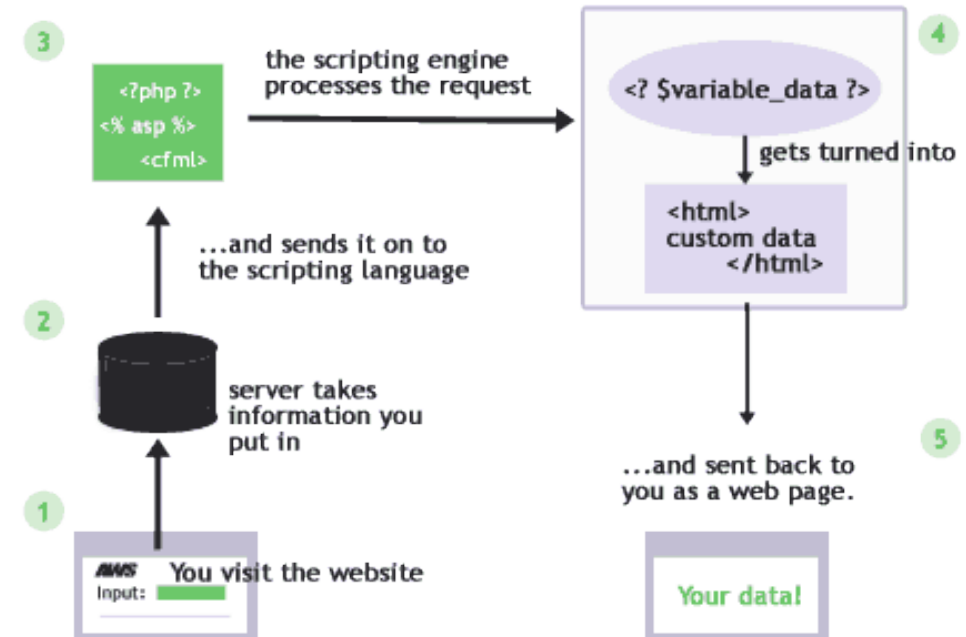 3
<?php ?>
<% asp %>
<cfml>
the scripting engine
processes the request
4
<? $variable_data ?>
gets turned into
<html>
custom data
</html>
...and sends it on to
the scripting language
2
server takes
information you
put in
1
AWS
Input:
You visit the website
5
...and sent back to
you as a web page.
Your data!